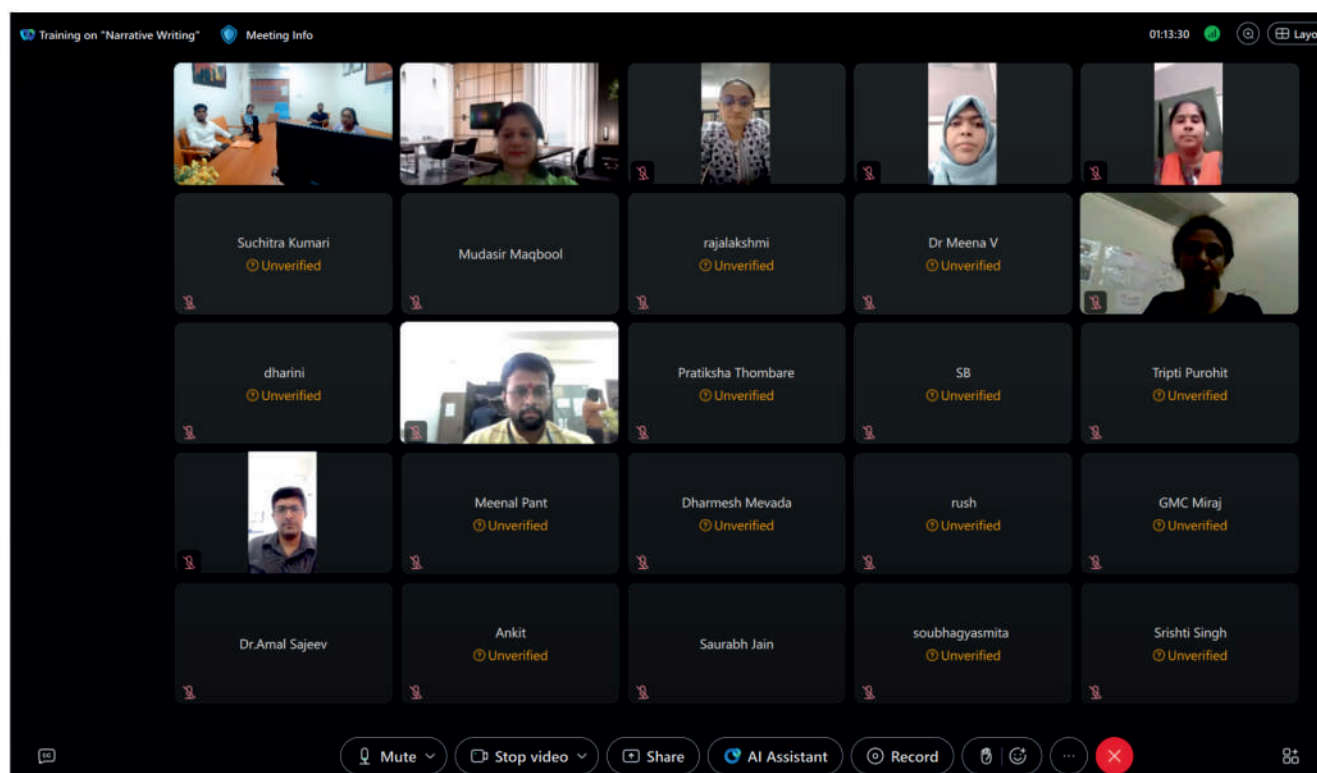 Training on "Narrative Writing" Meeting Info 01:13:30 Layo
Suchitra Kumari
Unverified
Mudasir Maqbool
rajalakshmi
Unverified
Dr Meena V
Unverified
dharini
Unverified
Pratiksha Thombare
Unverified
SB
Unverified
Tripti Purohit
Unverified
Meenal Pant
Unverified
Dharmesh Mevada
Unverified
rush
Unverified
GMC Miraj
Unverified
Dr.Amal Sajeev
Ankit
Unverified
Saurabh Jain
soubhagyasmita
Unverified
Srishti Singh
Unverified
CC Mute Stop video Share AI Assistant Record